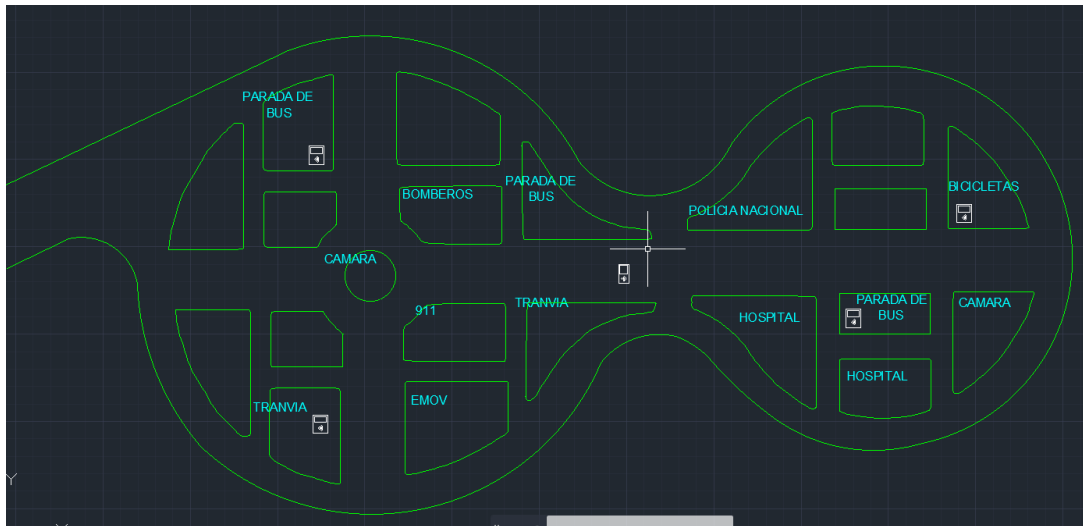 PARADA DE
BUS
BOMBEROS
PARADA DE
BUS
POLICIA NACIONAL
BICICLETAS
CAMARA
911
TRANVIA
HOSPITAL
PARADA DE
BUS
CAMARA
TRANVIA
EMOV
HOSPITAL
Y